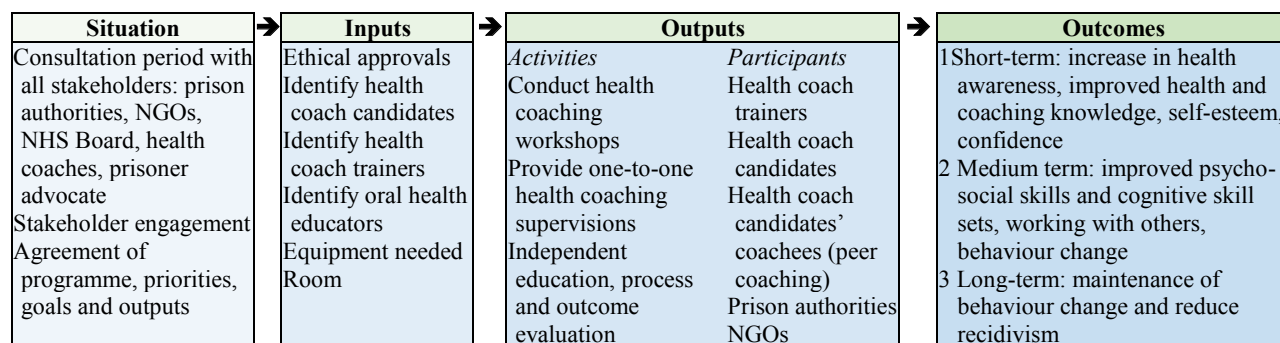 Situation
Consultation period with
all stakeholders: prison
authorities, NGOs,
NHS Board, health
coaches, prisoner
advocate
Stakeholder engagement
Agreement of
programme, priorities,
goals and outputs
Inputs
Ethical approvals
Identify health
coach candidates
Identify health
coach trainers
Identify oral health
educators
Equipment needed
Room
Outputs
Activities
Conduct health
coaching
workshops
Provide one-to-one
health coaching
supervisions
Independent
education, process
and outcome
evaluation
Participants
Health coach
trainers
Health coach
candidates
Health coach
candidates’
coachees (peer
coaching)
Prison authorities
NGOs
Outcomes
1Short-term: increase in health
awareness, improved health and
coaching knowledge, self-esteem,
confidence
2 Medium term: improved psycho-
social skills and cognitive skill
sets, working with others,
behaviour change
3 Long-term: maintenance of
behaviour change and reduce
recidivism